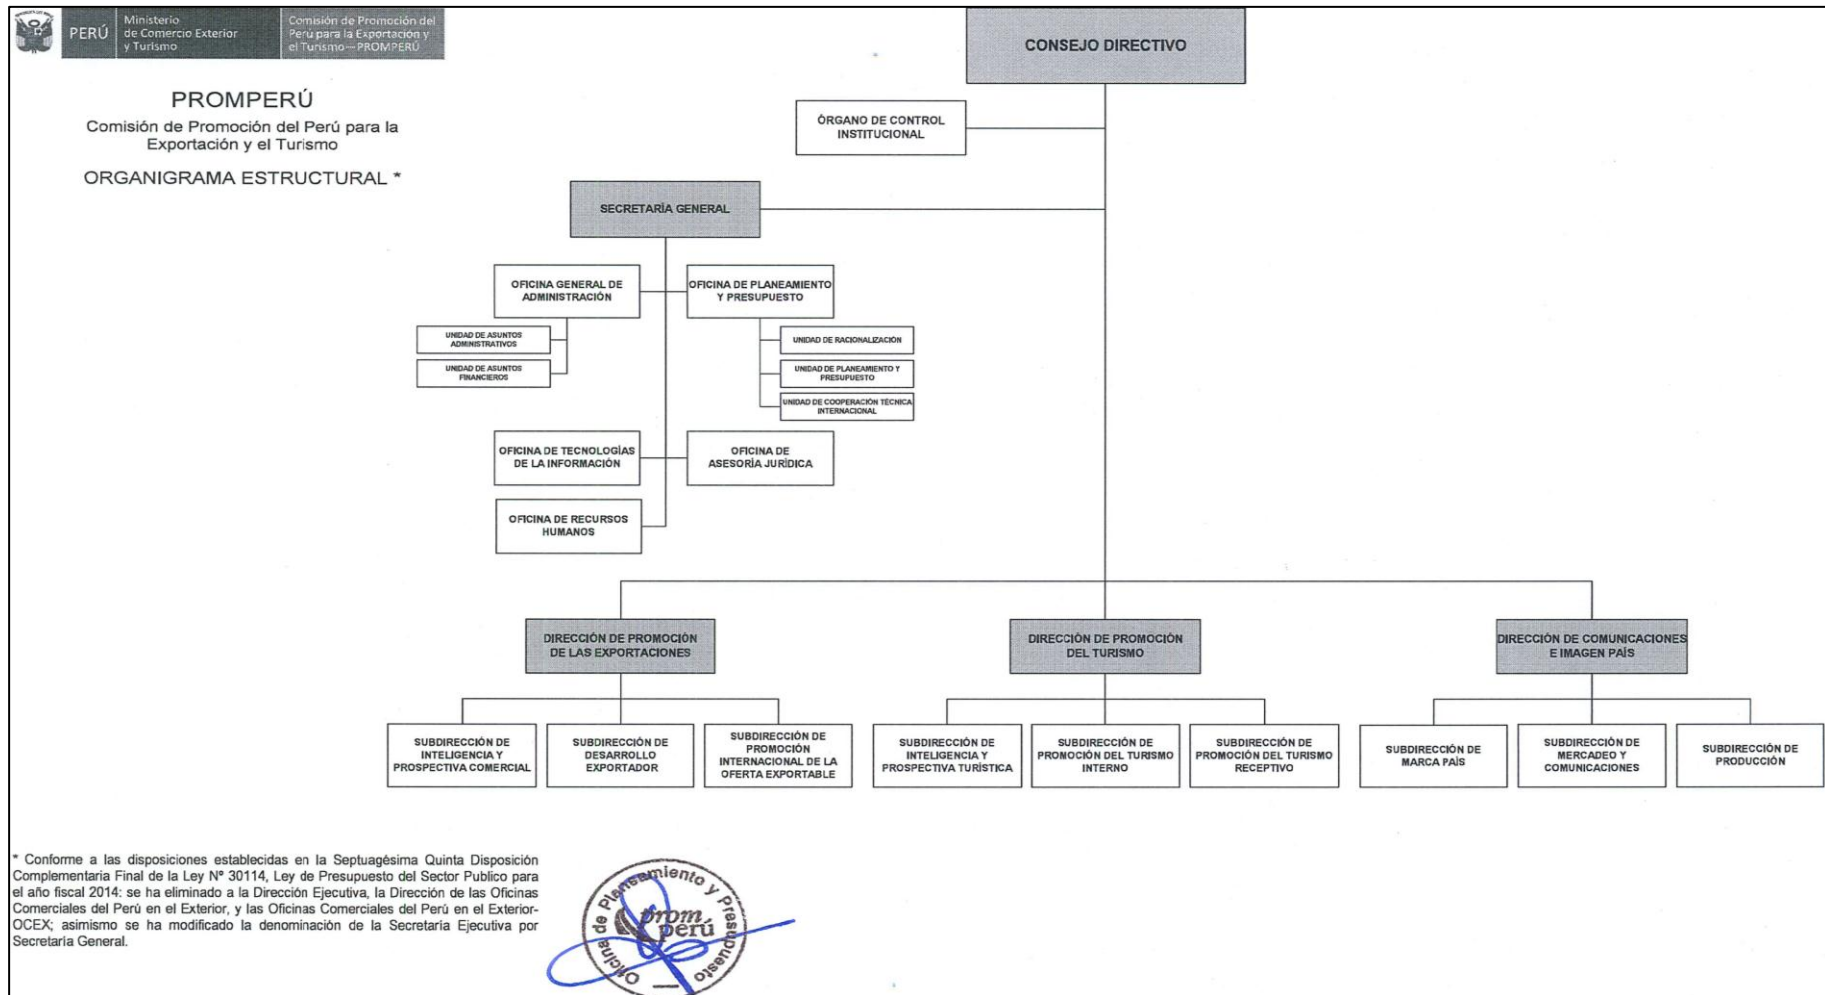 PERÚ
Ministerio
de Comercio Exterior
y Turismo
Comisión de Promoción del
Perú para la Exportación y
el Turismo—PROMPERÚ
PROMPERÚ
Comisión de Promoción del Perú para la
Exportación y el Turismo
ORGANIGRAMA ESTRUCTURAL *
CONSEJO DIRECTIVO
ÓRGANO DE CONTROL
INSTITUCIONAL
SECRETARÍA GENERAL
OFICINA GENERAL DE
ADMINISTRACIÓN
OFICINA DE PLANEAMIENTO
Y PRESUPUESTO
UNIDAD DE ASUNTOS
ADMINISTRATIVOS
UNIDAD DE ASUNTOS
FINANCIEROS
UNIDAD DE RACIONALIZACIÓN
UNIDAD DE PLANEAMIENTO Y
PRESUPUESTO
UNIDAD DE COOPERACIÓN TÉCNICA
INTERNACIONAL
OFICINA DE TECNOLOGÍAS
DE LA INFORMACIÓN
OFICINA DE
ASESORÍA JURÍDICA
OFICINA DE RECURSOS
HUMANOS
DIRECCIÓN DE PROMOCIÓN
DE LAS EXPORTACIONES
DIRECCIÓN DE PROMOCIÓN
DEL TURISMO
DIRECCIÓN DE COMUNICACIONES
E IMAGEN PAÍS
SUBDIRECCIÓN DE
INTELIGENCIA Y
PROSPECTIVA COMERCIAL
SUBDIRECCIÓN DE
DESARROLLO
EXPORTADOR
SUBDIRECCIÓN DE
PROMOCIÓN
INTERNACIONAL DE LA
OFERTA EXPORTABLE
SUBDIRECCIÓN DE
INTELIGENCIA Y
PROSPECTIVA TURÍSTICA
SUBDIRECCIÓN DE
PROMOCIÓN DEL TURISMO
INTERNO
SUBDIRECCIÓN DE
PROMOCIÓN DEL TURISMO
RECEPTIVO
SUBDIRECCIÓN DE
MARCA PAÍS
SUBDIRECCIÓN DE
MERCADEO Y
COMUNICACIONES
SUBDIRECCIÓN DE
PRODUCCIÓN
* Conforme a las disposiciones establecidas en la Septuagésima Quinta Disposición
Complementaria Final de la Ley Nº 30114, Ley de Presupuesto del Sector Publico para
el año fiscal 2014: se ha eliminado a la Dirección Ejecutiva, la Dirección de las Oficinas
Comerciales del Perú en el Exterior, y las Oficinas Comerciales del Perú en el Exterior-
OCEX; asimismo se ha modificado la denominación de la Secretaría Ejecutiva por
Secretaría General.
Oficina de Planeamiento y Presupuesto
prom
perú